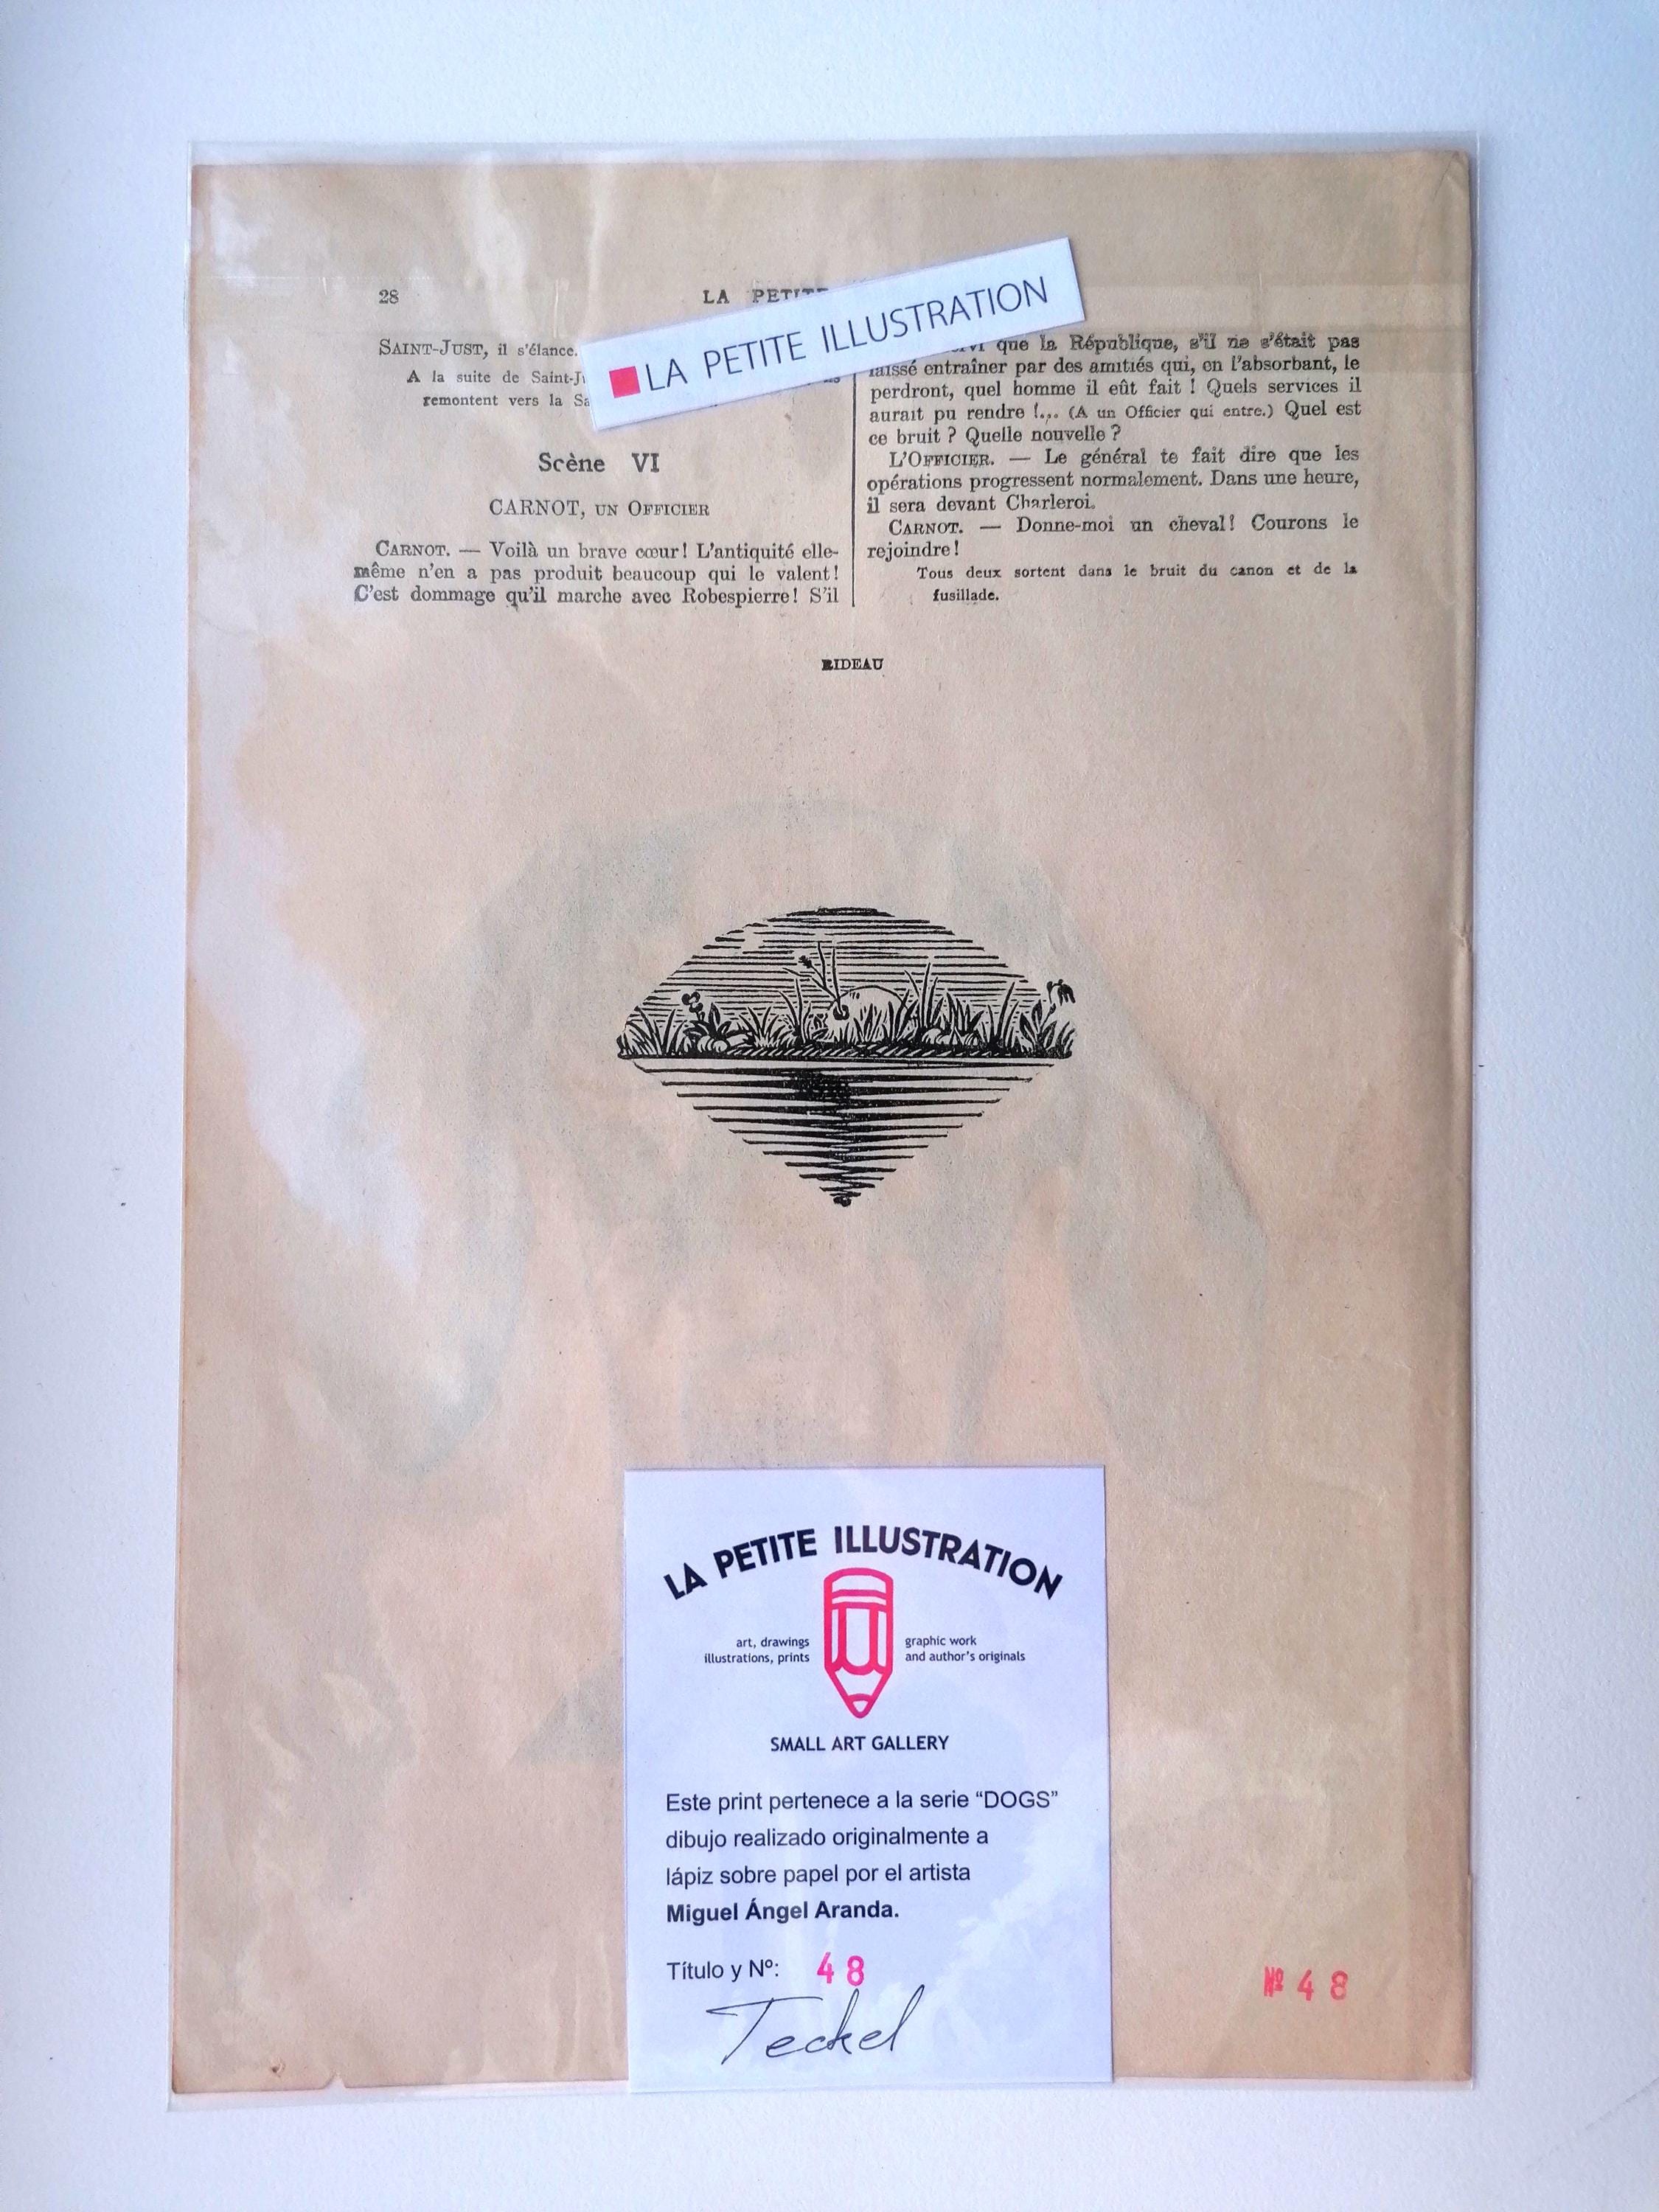 28
LA PETITE
LA PETITE ILLUSTRATION
SAINT-JUST, il s'élance.
A la suite de
remontent vers la
Scène VI
CARNOT, UN OFFICIER
CARNOT. — Voilà un brave cœur! L'antiquité elle-
même n'en a pas produit beaucoup qui le valent!
C'est dommage qu'il marche avec Robespierre! S'il
que la République, s'il ne s'était pas
laissé entraîner par des amitiés qui, en l'absorbant, le
perdront, quel homme il eût fait ! Quels services il
aurait pu rendre !... (A un Officier qui entre.) Quel est
ce bruit ? Quelle nouvelle ?
L'OFFICIER. — Le général te fait dire que les
opérations progressent normalement. Dans une heure,
il sera devant Charleroi.
CARNOT. — Donne-moi un cheval! Courons le
rejoindre!
Tous deux sortent dans le bruit du canon et de la
fusillade.
RIDEAU
LA PETITE ILLUSTRATION
art, drawings
illustrations, prints
graphic work
and author's originals
SMALL ART GALLERY
Este print pertenece a la serie “DOGS”
dibujo realizado originalmente a
lápiz sobre papel por el artista
Miguel Ángel Aranda.
Título y Nº: 48
Teckel
Nº 48